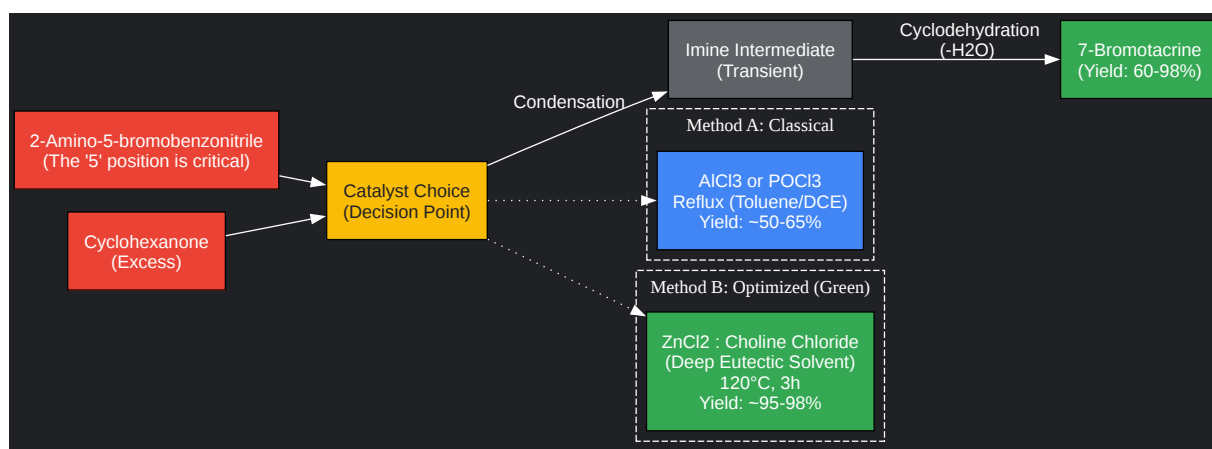 2-Amino-5-bromobenzonitrile
(The '5' position is critical)
Cyclohexanone
(Excess)
Catalyst Choice
(Decision Point)
Condensation
Imine Intermediate
(Transient)
Cyclodehydration
(-H2O)
7-Bromotacrine
(Yield: 60-98%)
Method A: Classical
AlCl3 or POCl3
Reflux (Toluene/DCE)
Yield: ~50-65%
Method B: Optimized (Green)
ZnCl2 : Choline Chloride
(Deep Eutectic Solvent)
120°C, 3h
Yield: ~95-98%